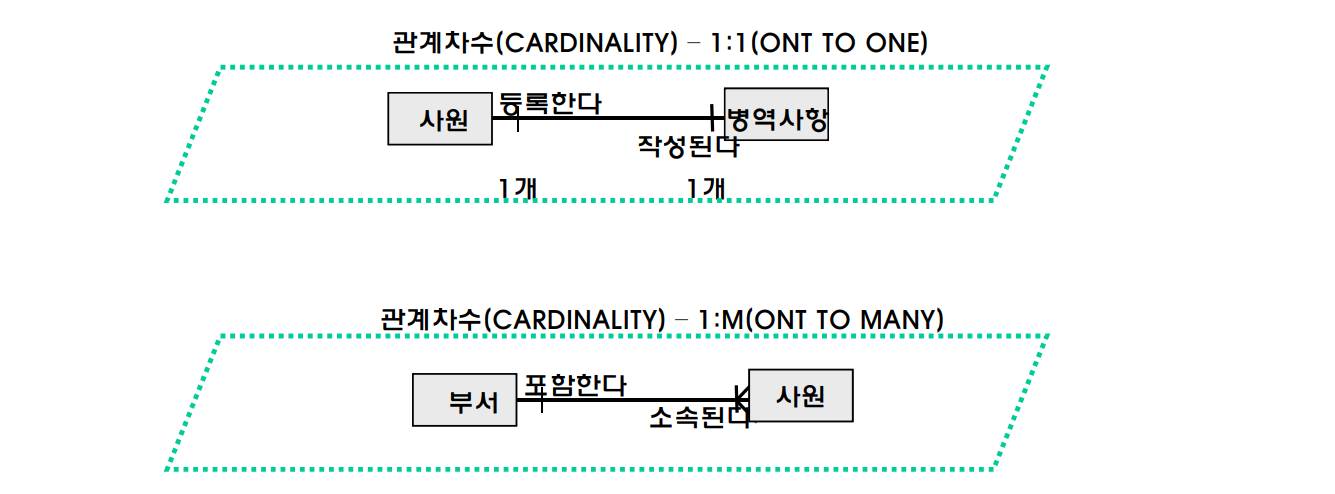 관계차수(CARDINALITY) – 1:1(ONT TO ONE)
사원 등록한다 병역사항
작성된다
1개 1개
관계차수(CARDINALITY) – 1:M(ONT TO MANY)
부서 포함한다 사원
소속된다